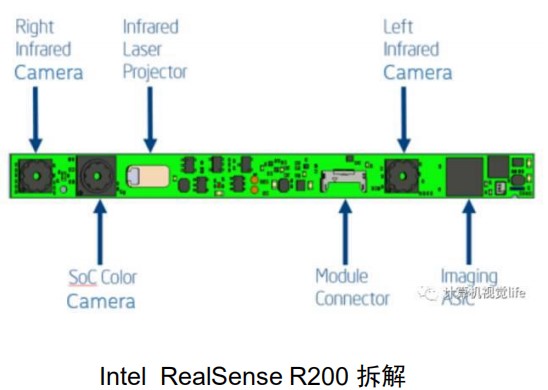 Right
Infrared
Camera
Infrared
Laser
Projector
Left
Infrared
Camera
SoC Color
Camera
Module
Connector
Imaging
ASIC
计算机视觉life
Intel RealSense R200 拆解